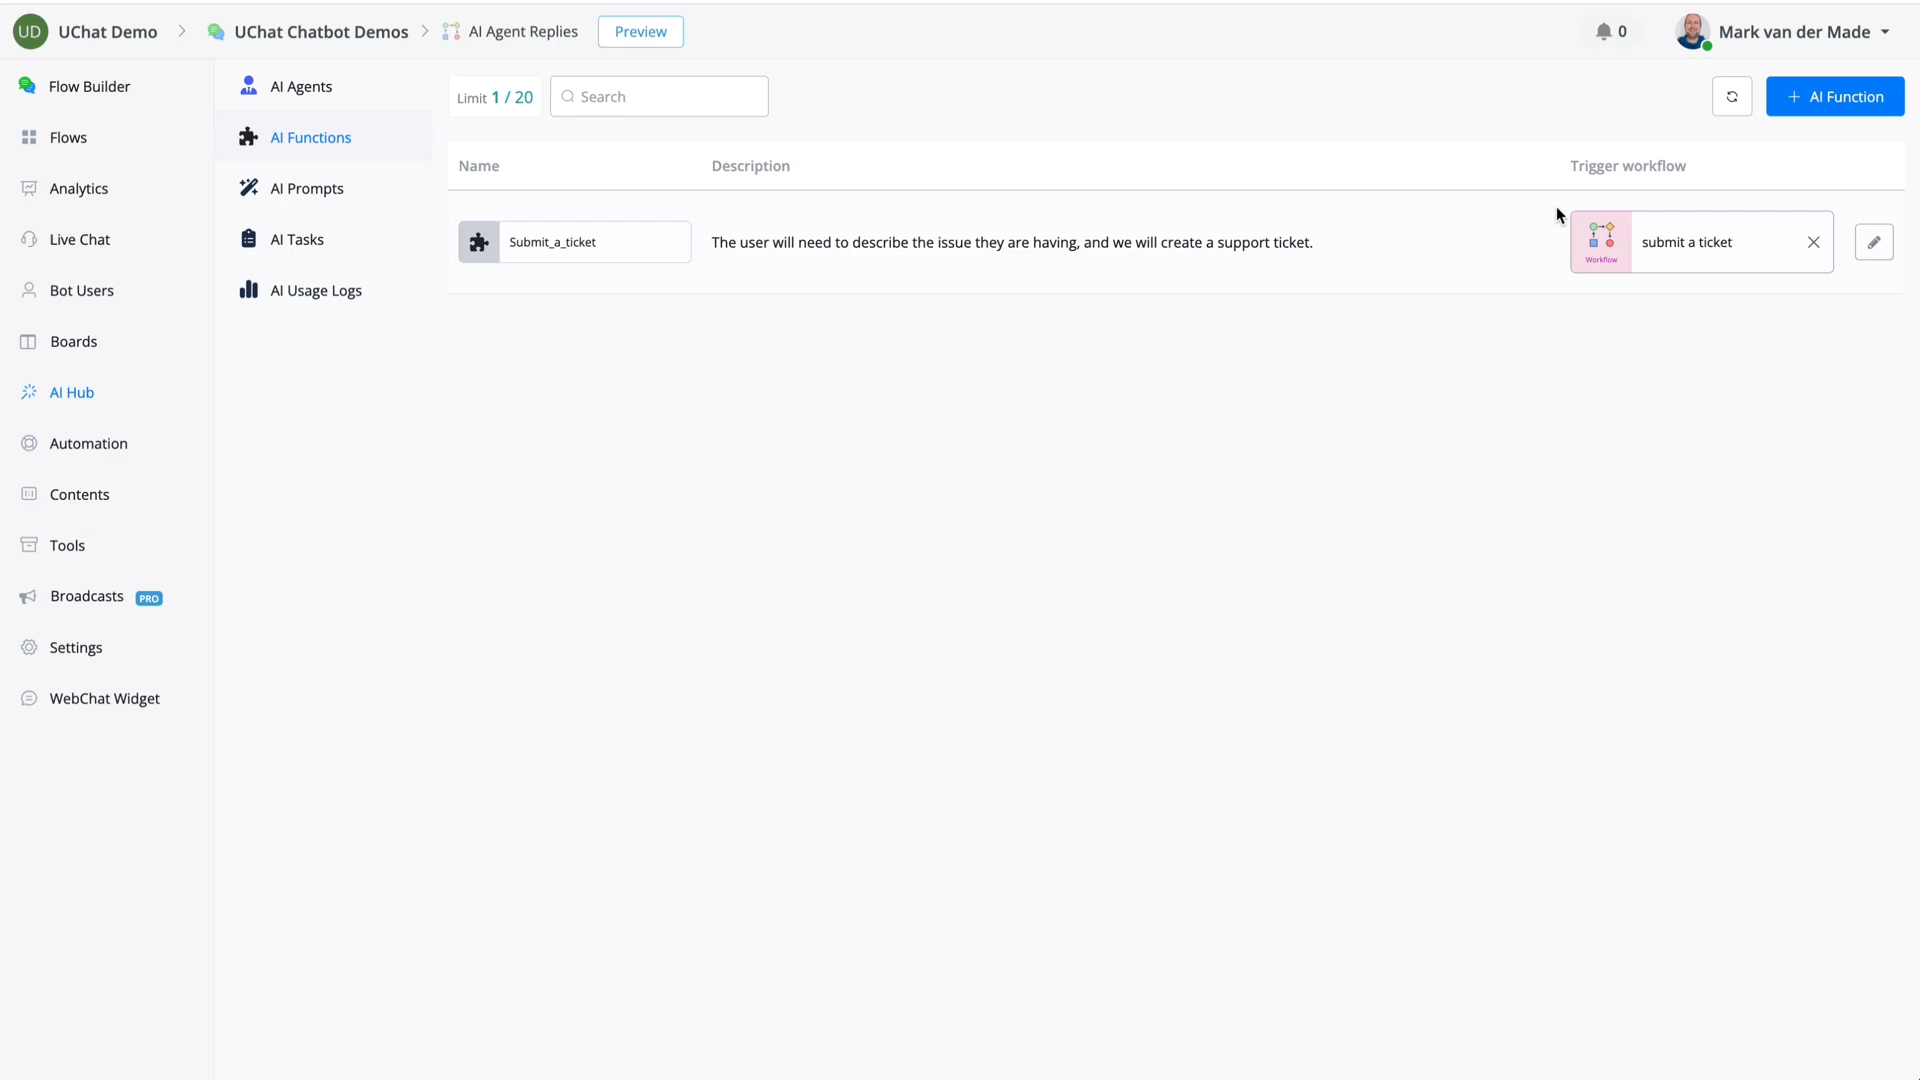 UD UChat Demo UChat Chatbot Demos AI Agent Replies Preview 0 Mark van der Made
Flow Builder
Flows
Analytics
Live Chat
Bot Users
Boards
AI Hub
Automation
Contents
Tools
Broadcasts PRO
Settings
WebChat Widget
AI Agents
AI Functions
AI Prompts
AI Tasks
AI Usage Logs
Limit 1 / 20 Search + AI Function
Name Description Trigger workflow
Submit_a_ticket The user will need to describe the issue they are having, and we will create a support ticket. submit a ticket
Workflow